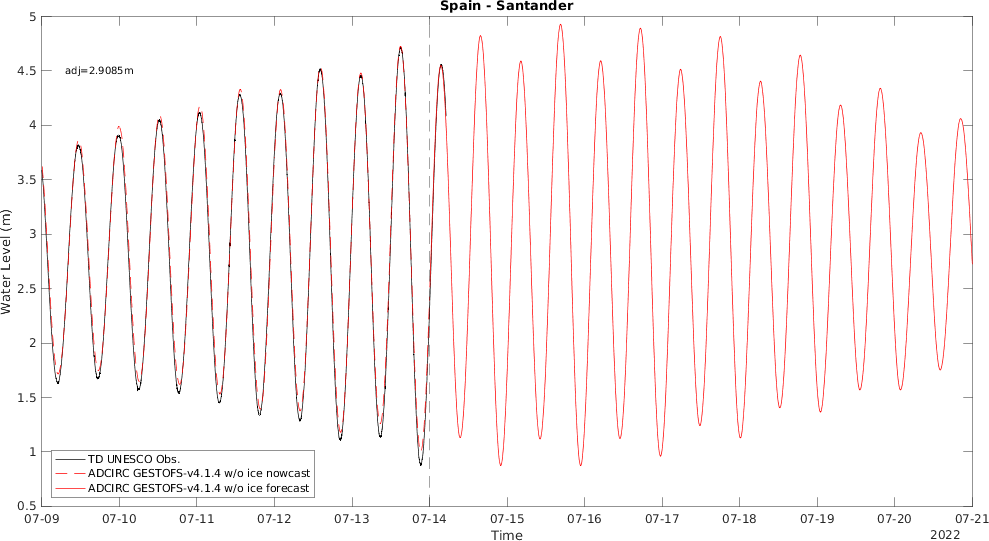 Spain - Santander
adj=2.9085m
Water Level (m)
5
4.5
4
3.5
3
2.5
2
1.5
1
0.5
TD UNESCO Obs.
ADCIRC GESTOFS-v4.1.4 w/o ice nowcast
ADCIRC GESTOFS-v4.1.4 w/o ice forecast
07-09 07-10 07-11 07-12 07-13 07-14 07-15 07-16 07-17 07-18 07-19 07-20 07-21
Time
2022